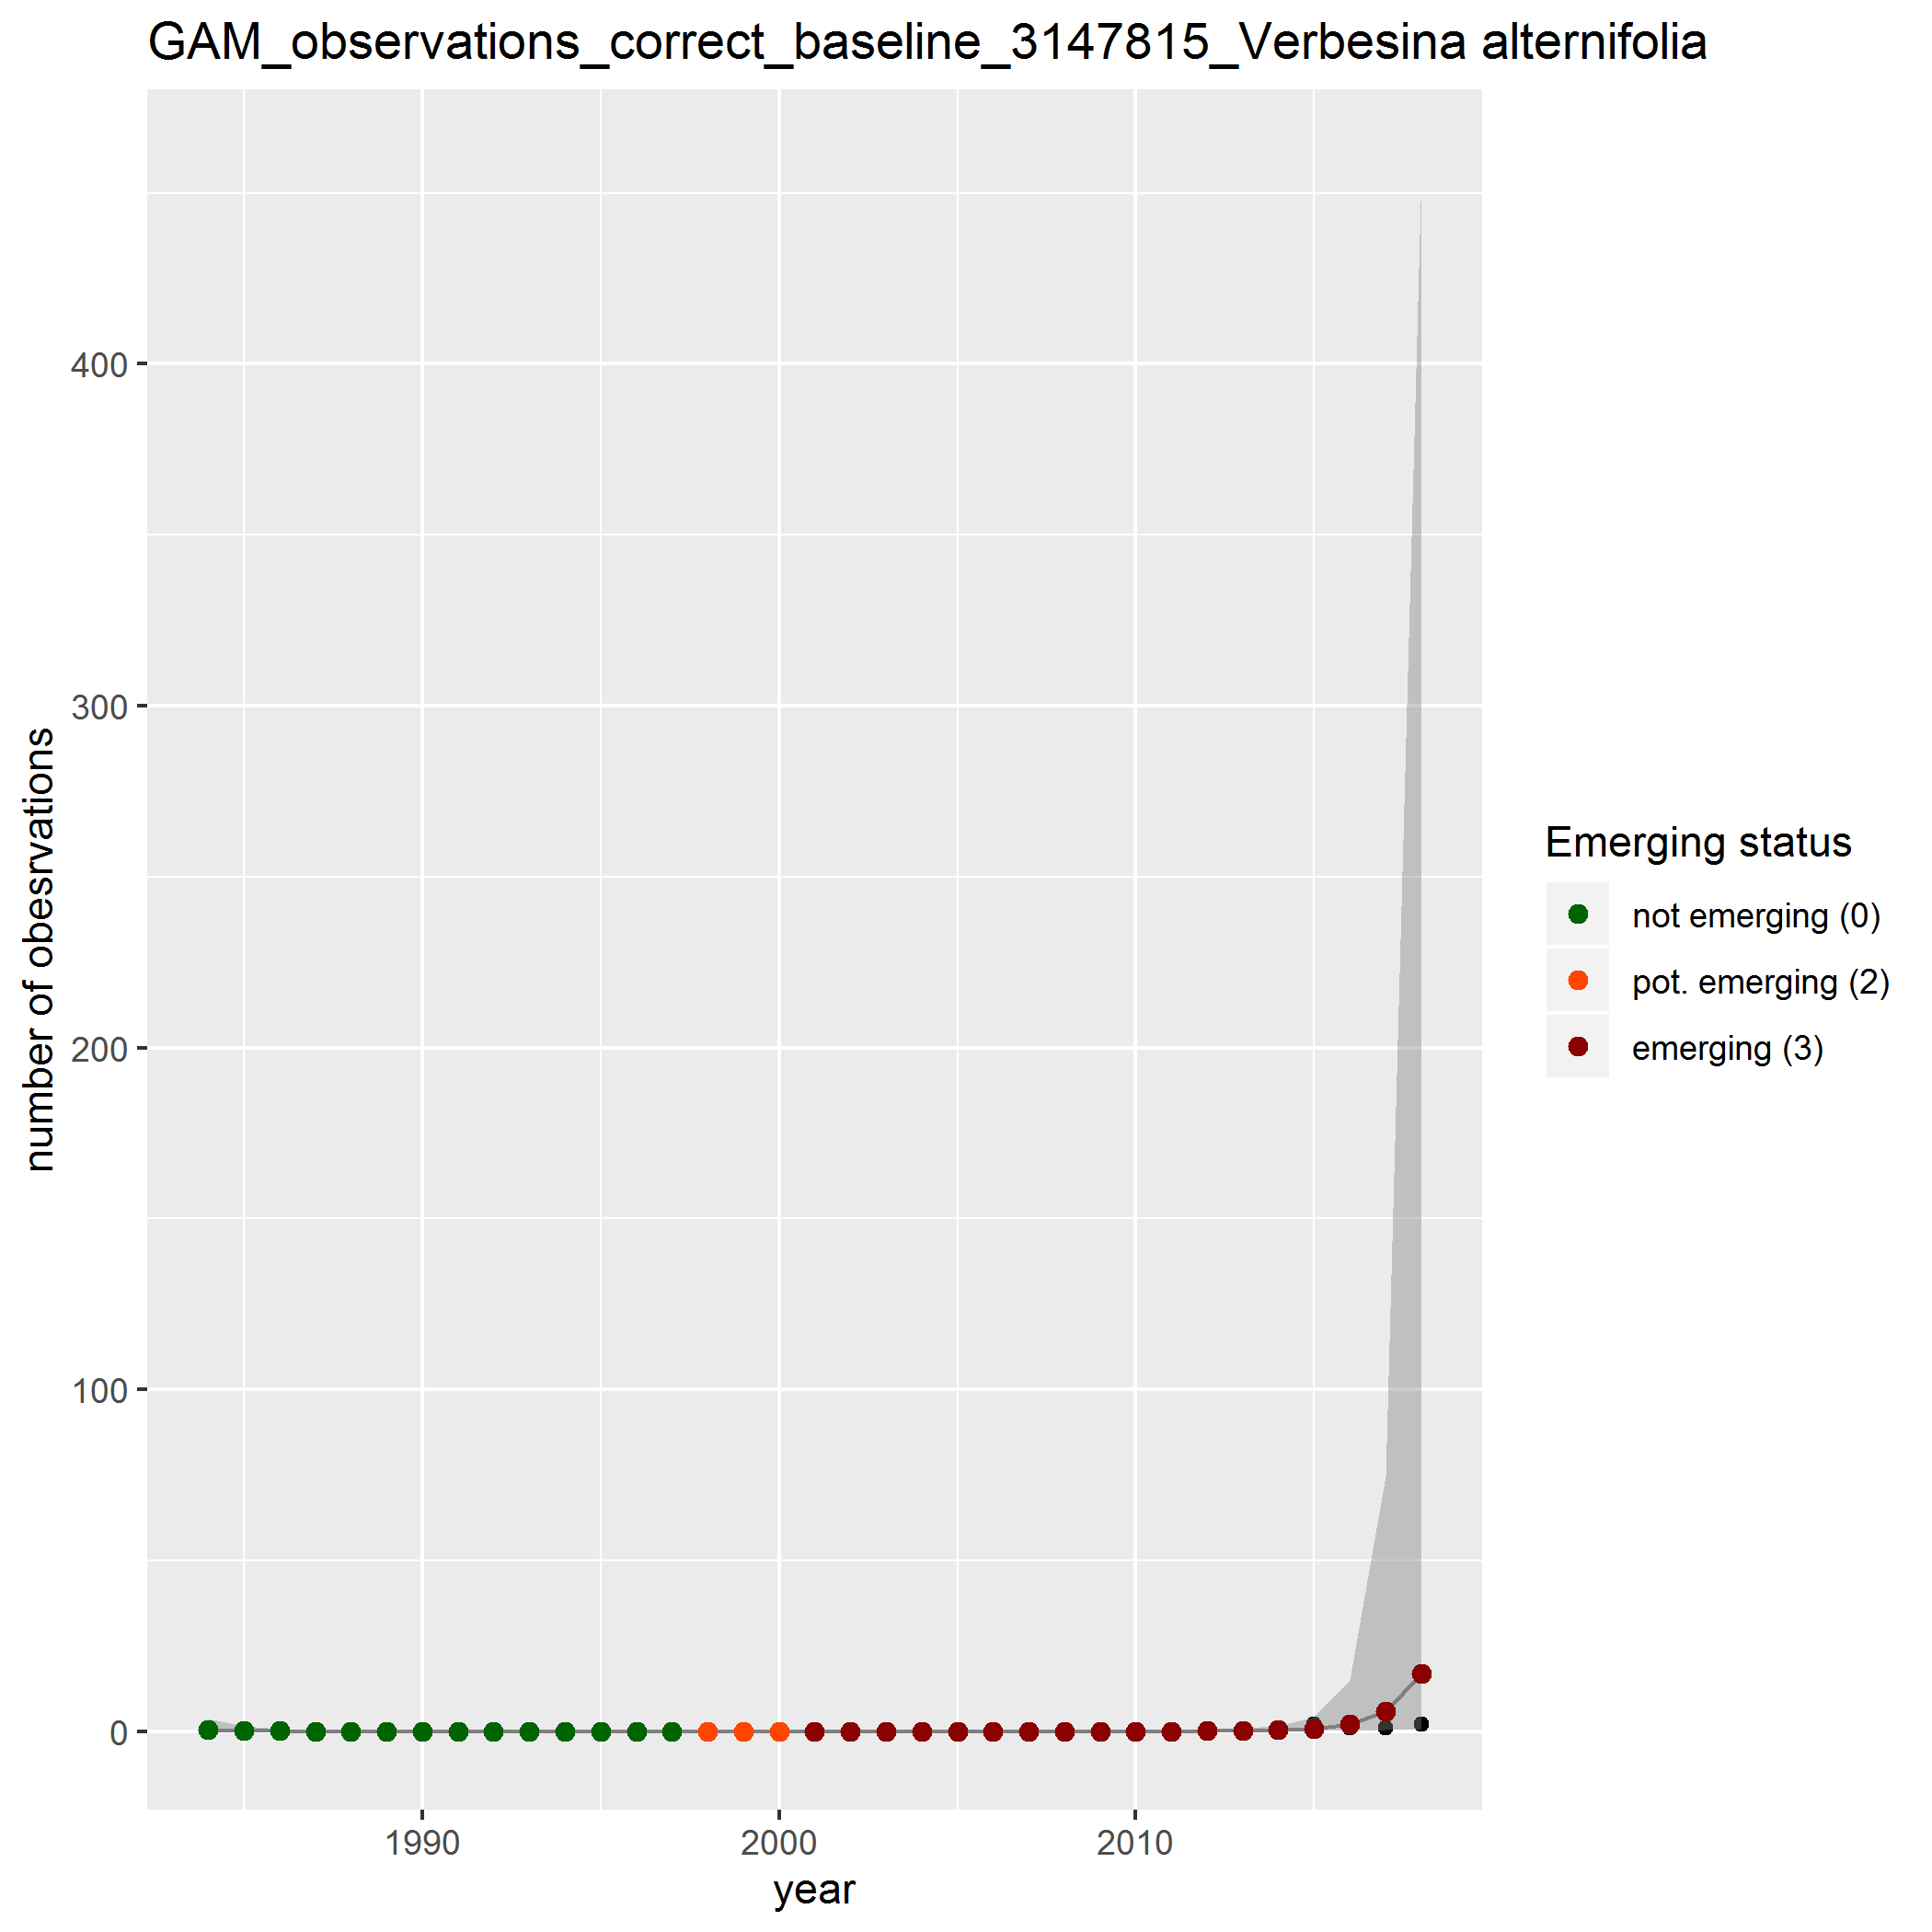 GAM_observations_correct_baseline_3147815_Verbesina alternifolia
400
300
200
100
0
number of obesrvations
1990
2000
2010
year
Emerging status
not emerging (0)
pot. emerging (2)
emerging (3)